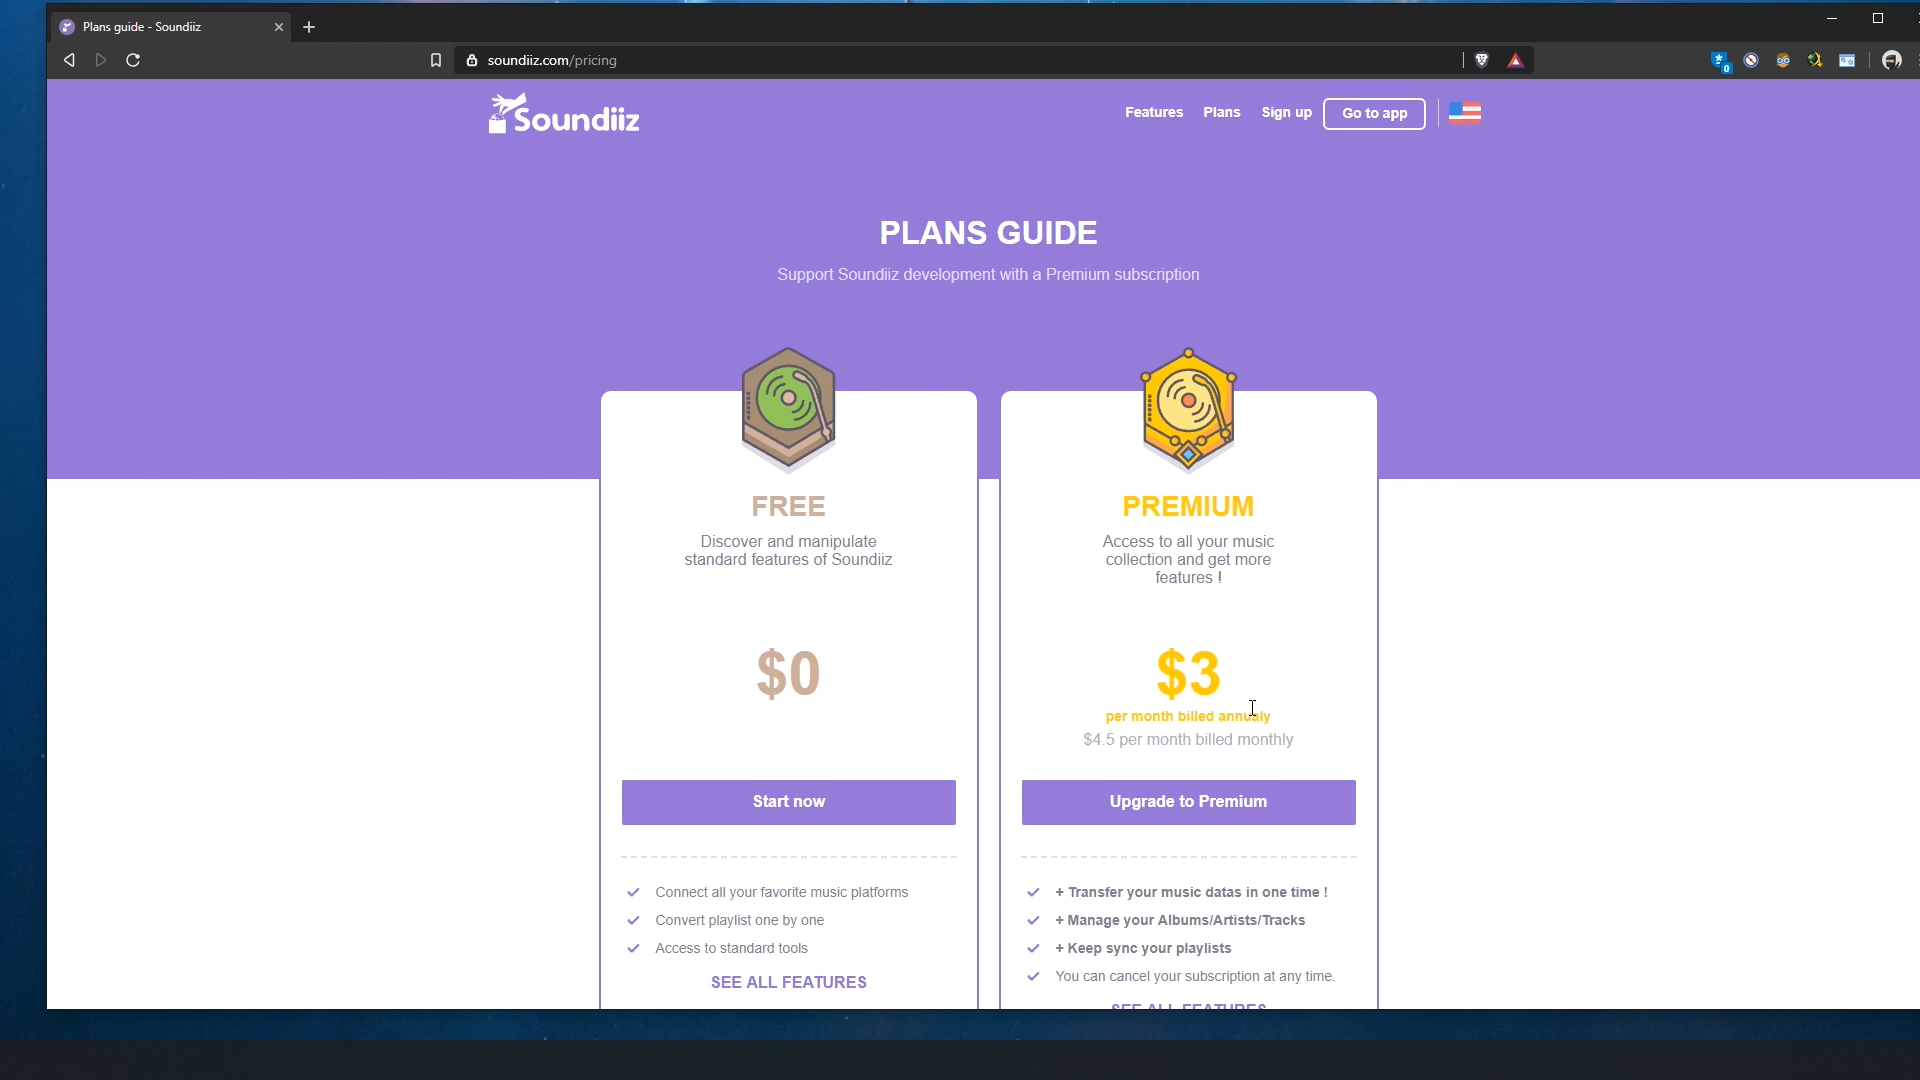 Plans guide - Soundiiz
soundiiz.com/pricing
0
Soundiiz
Features
Plans
Sign up
Go to app
PLANS GUIDE
Support Soundiiz development with a Premium subscription
FREE
Discover and manipulate
standard features of Soundiiz
$0
Start now
Connect all your favorite music platforms
Convert playlist one by one
Access to standard tools
SEE ALL FEATURES
PREMIUM
Access to all your music
collection and get more
features !
$3
per month billed annualy
$4.5 per month billed monthly
Upgrade to Premium
+ Transfer your music datas in one time !
+ Manage your Albums/Artists/Tracks
+ Keep sync your playlists
You can cancel your subscription at any time.
SEE ALL FEATURES